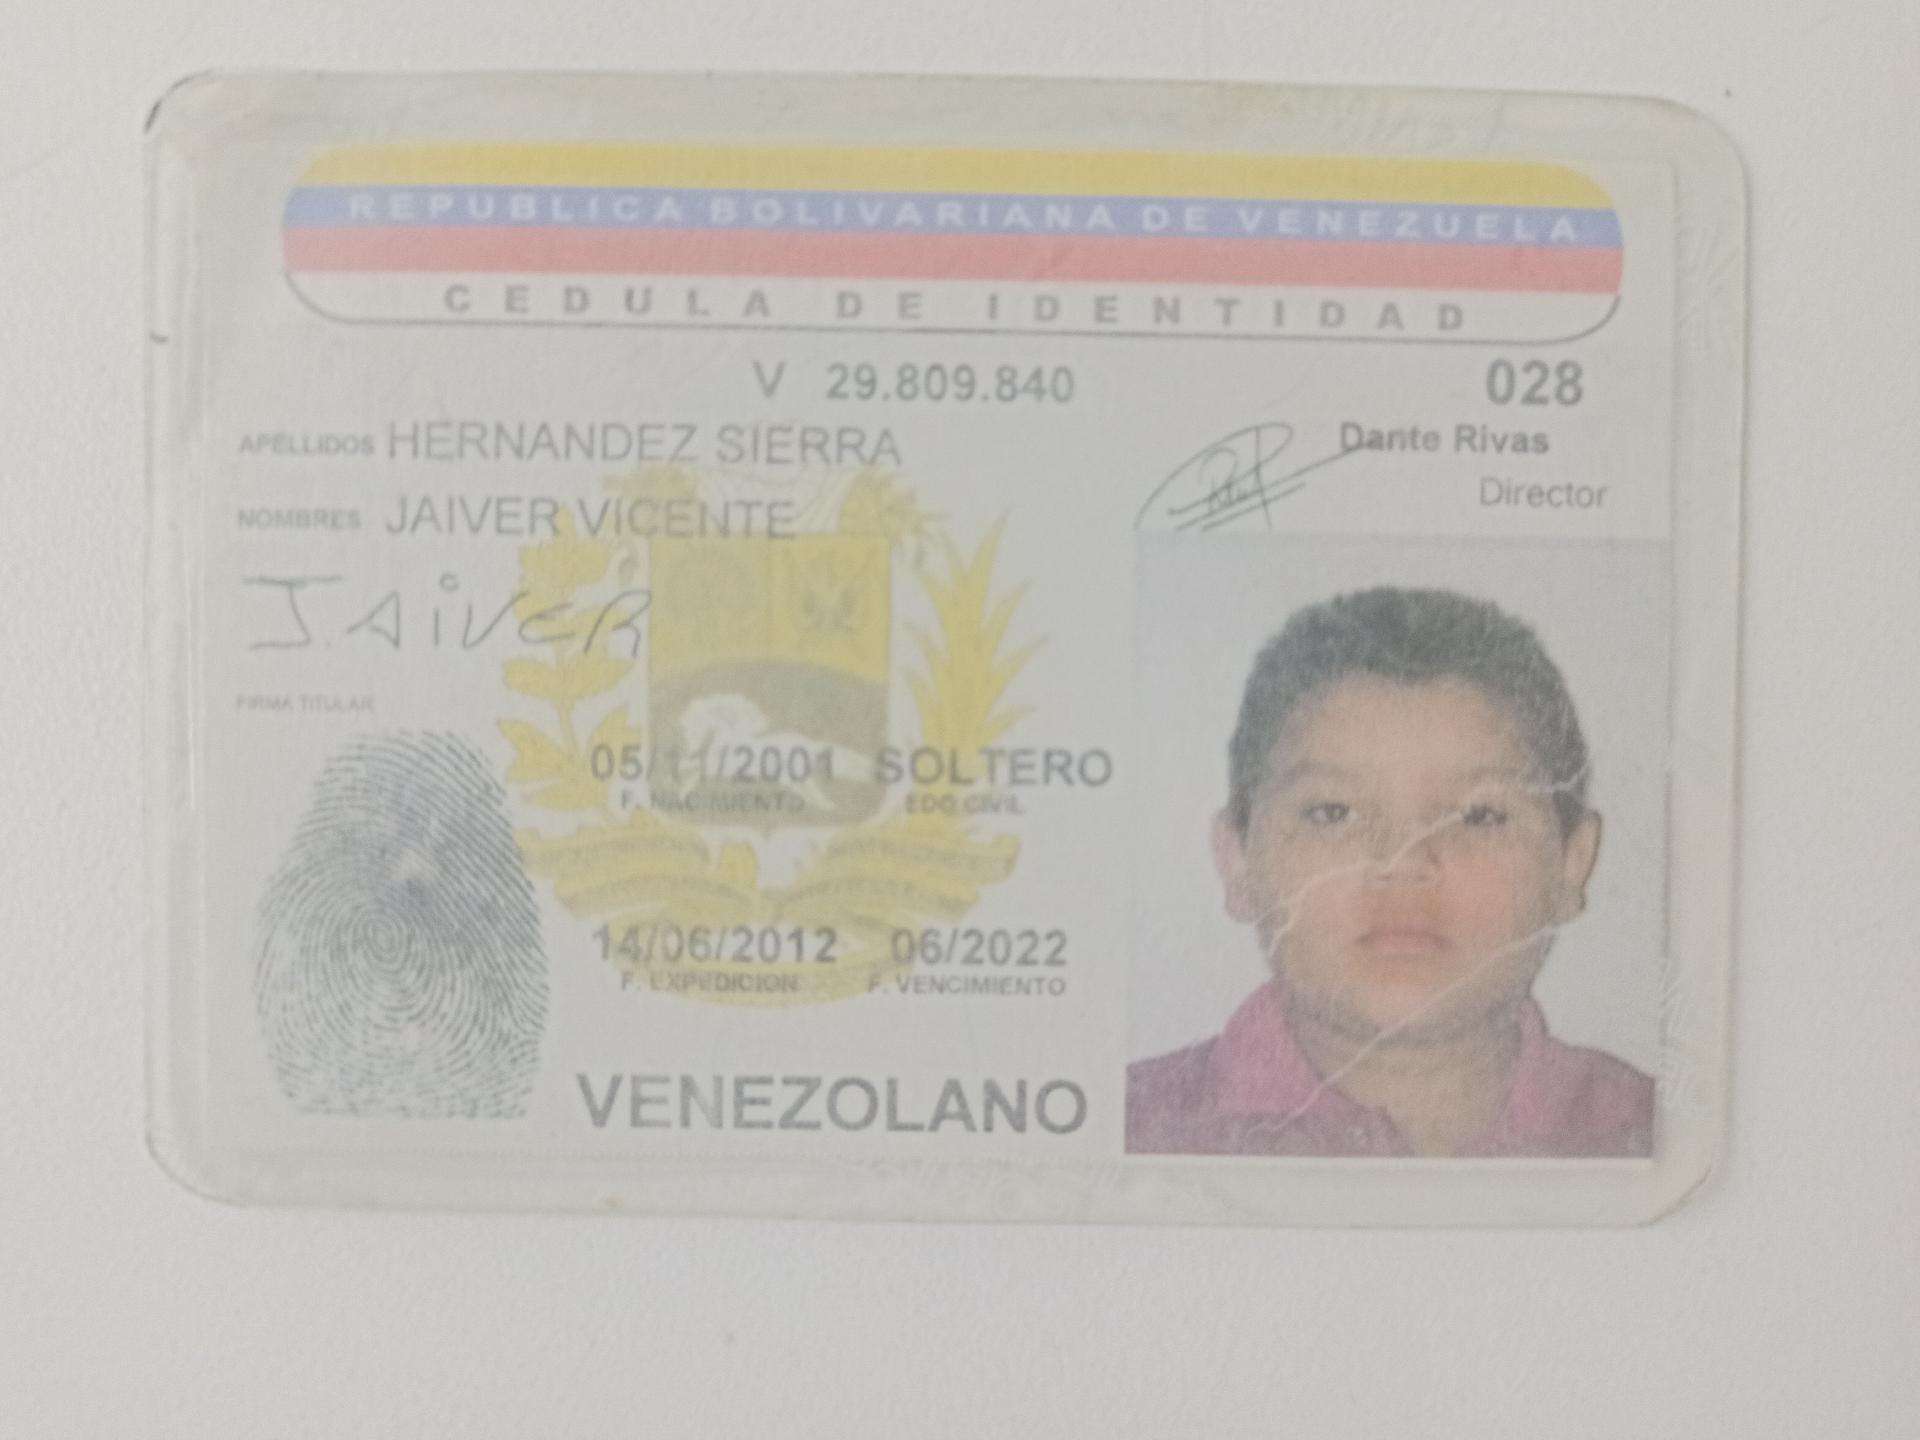 REPUBLICA BOLIVARIANA DE VENEZUELA
CEDULA DE IDENTIDAD
V 29.809.840 028
APELLIDOS HERNANDEZ SIERRA
Dante Rivas
Director
NOMBRES JAIVER VICENTE
JAIVER
FIRMA TITULAR
05/11/2001 SOLTERO
F. NACIMIENTO EDO CIVIL
14/06/2012 06/2022
F. EXPEDICION F. VENCIMIENTO
VENEZOLANO